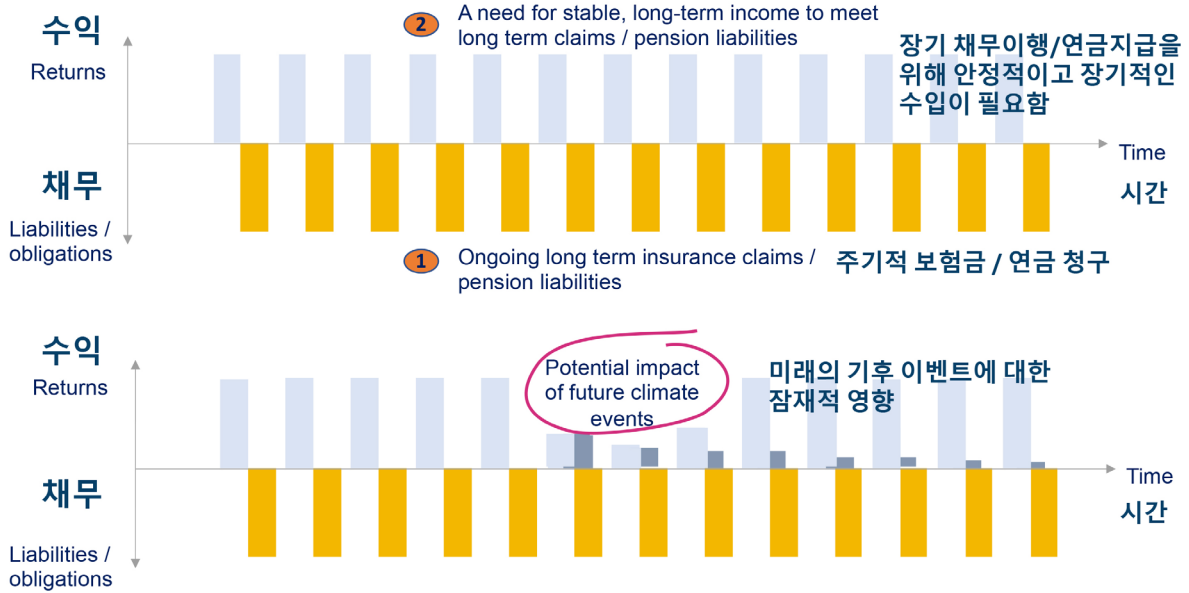 수익
Returns
2
A need for stable, long-term income to meet
long term claims / pension liabilities
장기 채무이행/연금지급을
위해 안정적이고 장기적인
수입이 필요함
Time
시간
채무
Liabilities /
obligations
1
Ongoing long term insurance claims /
pension liabilities
주기적 보험금 / 연금 청구
수익
Returns
Potential impact
of future climate
events
미래의 기후 이벤트에 대한
잠재적 영향
Time
시간
채무
Liabilities /
obligations